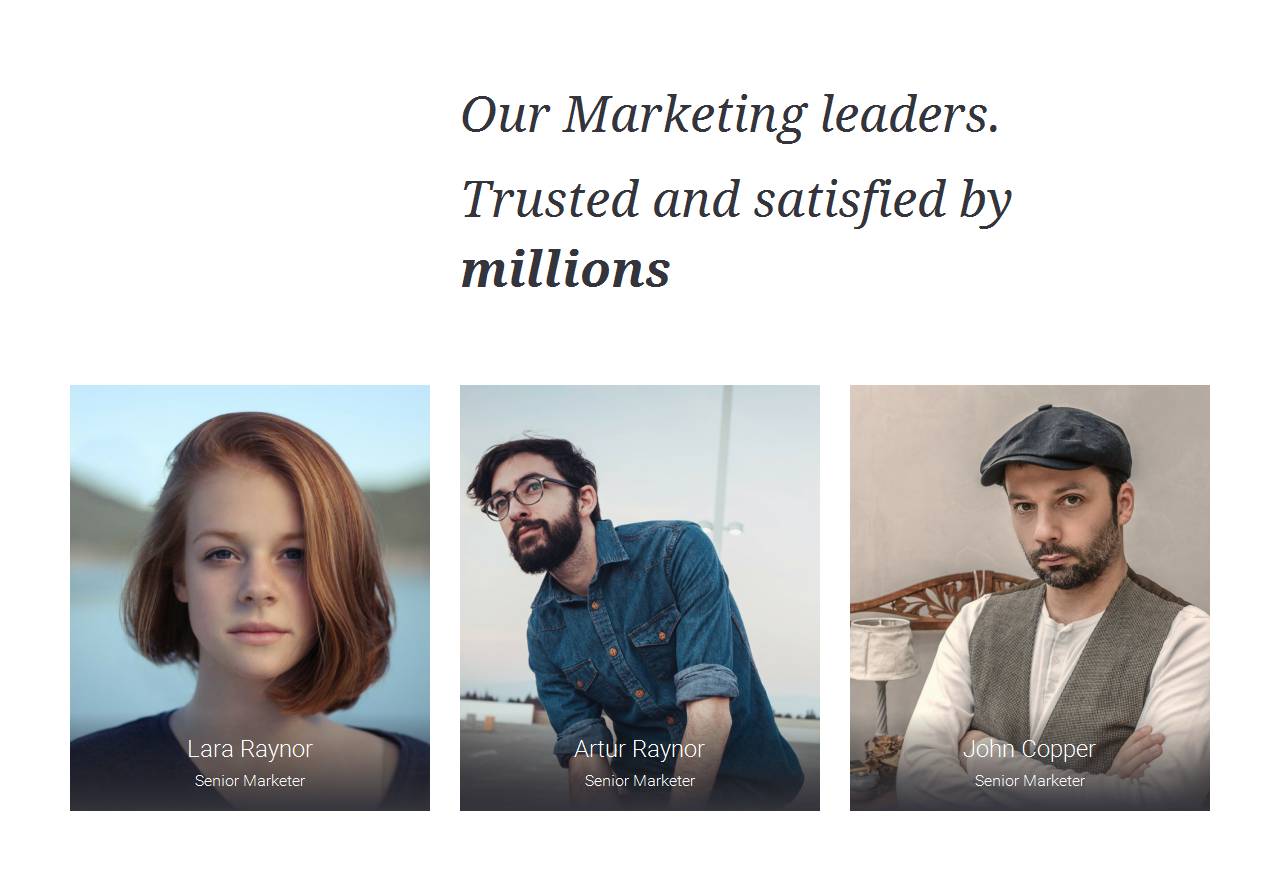 Our Marketing leaders.
Trusted and satisfied by
millions
Lara Raynor
Senior Marketer
Artur Raynor
Senior Marketer
John Copper
Senior Marketer